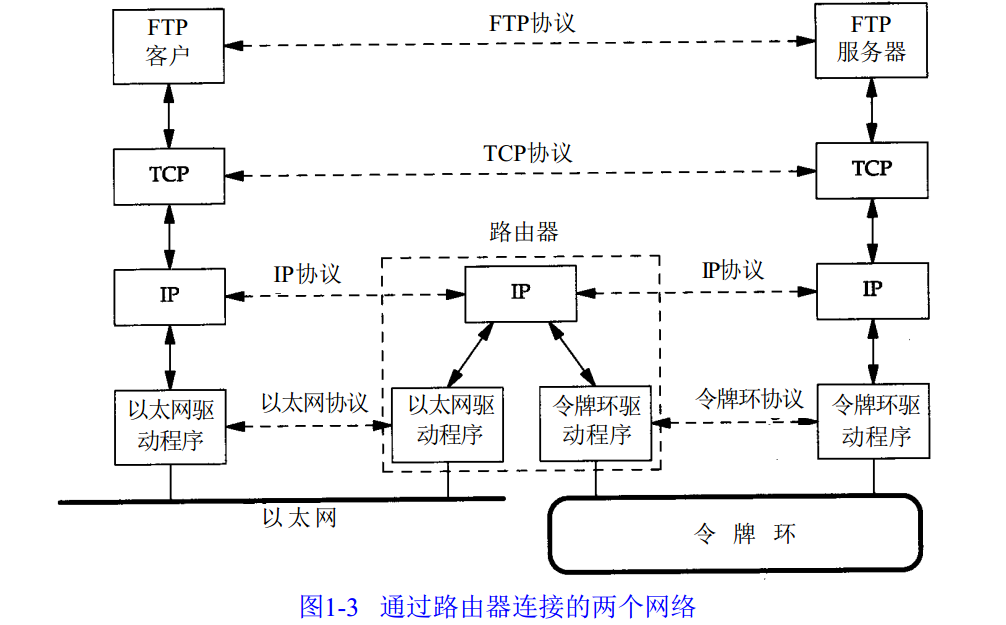 FTP
客户
FTP协议
FTP
服务器
TCP
TCP协议
TCP
路由器
IP
IP协议
IP
IP协议
IP
以太网驱
动程序
以太网协议
以太网驱
动程序
令牌环驱
动程序
令牌环协议
令牌环驱
动程序
以太网
令牌环
图1-3 通过路由器连接的两个网络